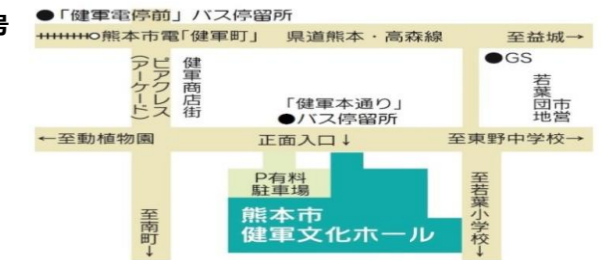 号
●「健軍電停前」バス停留所
熊本市電「健軍町」 県道熊本・高森線 至益城→
ピアクレス
(アーケード)
健軍商店街
●GS
若葉団地
市営
「健軍本通り」
●バス停留所
←至動植物園 正面入口↓ 至東野中学校→
P有料
駐車場
熊本市
健軍文化ホール
至南町↓
至若葉小学校↓